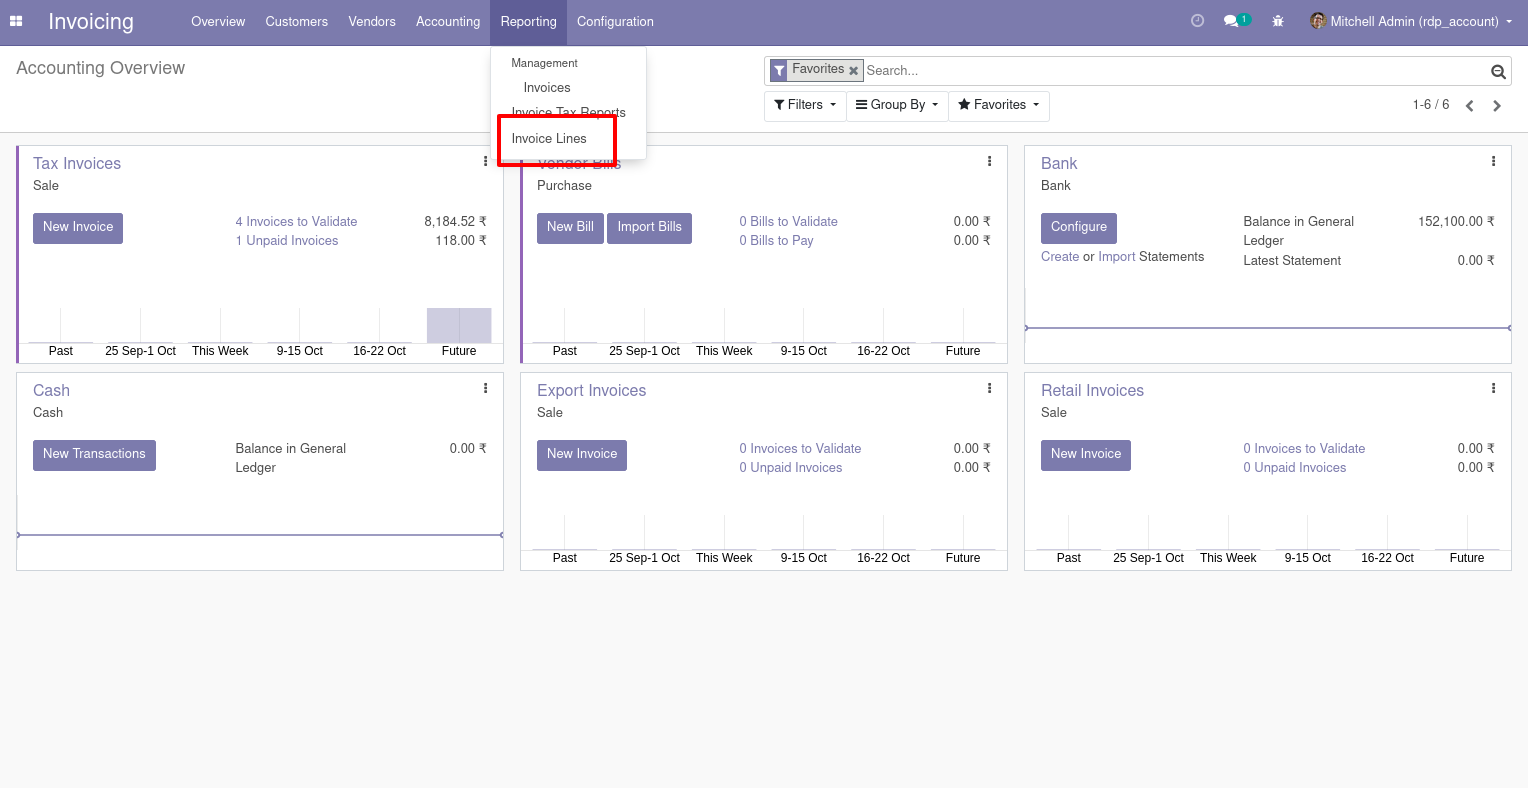 Invoicing
Overview
Customers
Vendors
Accounting
Reporting
Configuration
1
Mitchell Admin (rdp_account)
Accounting Overview
Management
Invoices
Invoice Tax Reports
Invoice Lines
Favorites
Search...
Filters
Group By
Favorites
1-6 / 6
Tax Invoices
Sale
New Invoice
4 Invoices to Validate 8,184.52 ₹
1 Unpaid Invoices 118.00 ₹
Past 25 Sep-1 Oct This Week 9-15 Oct 16-22 Oct Future
Vendor Bills
Purchase
New Bill
Import Bills
0 Bills to Validate 0.00 ₹
0 Bills to Pay 0.00 ₹
Past 25 Sep-1 Oct This Week 9-15 Oct 16-22 Oct Future
Bank
Bank
Configure
Create or Import Statements
Balance in General 152,100.00 ₹
Ledger
Latest Statement 0.00 ₹
Cash
Cash
New Transactions
Balance in General 0.00 ₹
Ledger
Export Invoices
Sale
New Invoice
0 Invoices to Validate 0.00 ₹
0 Unpaid Invoices 0.00 ₹
Past 25 Sep-1 Oct This Week 9-15 Oct 16-22 Oct Future
Retail Invoices
Sale
New Invoice
0 Invoices to Validate 0.00 ₹
0 Unpaid Invoices 0.00 ₹
Past 25 Sep-1 Oct This Week 9-15 Oct 16-22 Oct Future